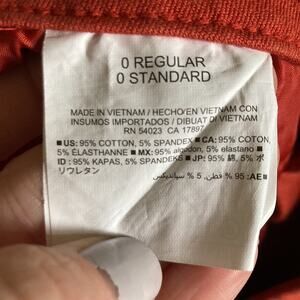 0 REGULAR
0 STANDARD
MADE IN VIETNAM / HECHO EN VIETNAM CON
INSUMOS IMPORTADOS / DIBUAT DI VIETNAM
RN 54023 CA 17897
■ US: 95% COTTON, 5% SPANDEX ■ CA: 95% COTON,
5% ÉLASTHANNE ■ MX: 95% algodon, 5% elastano ■
ID : 95% KAPAS, 5% SPANDEKS ■ JP: 95% 綿, 5% ポ
リウレタン
■ AE: 95 % قطن, 5 % سبانديكس